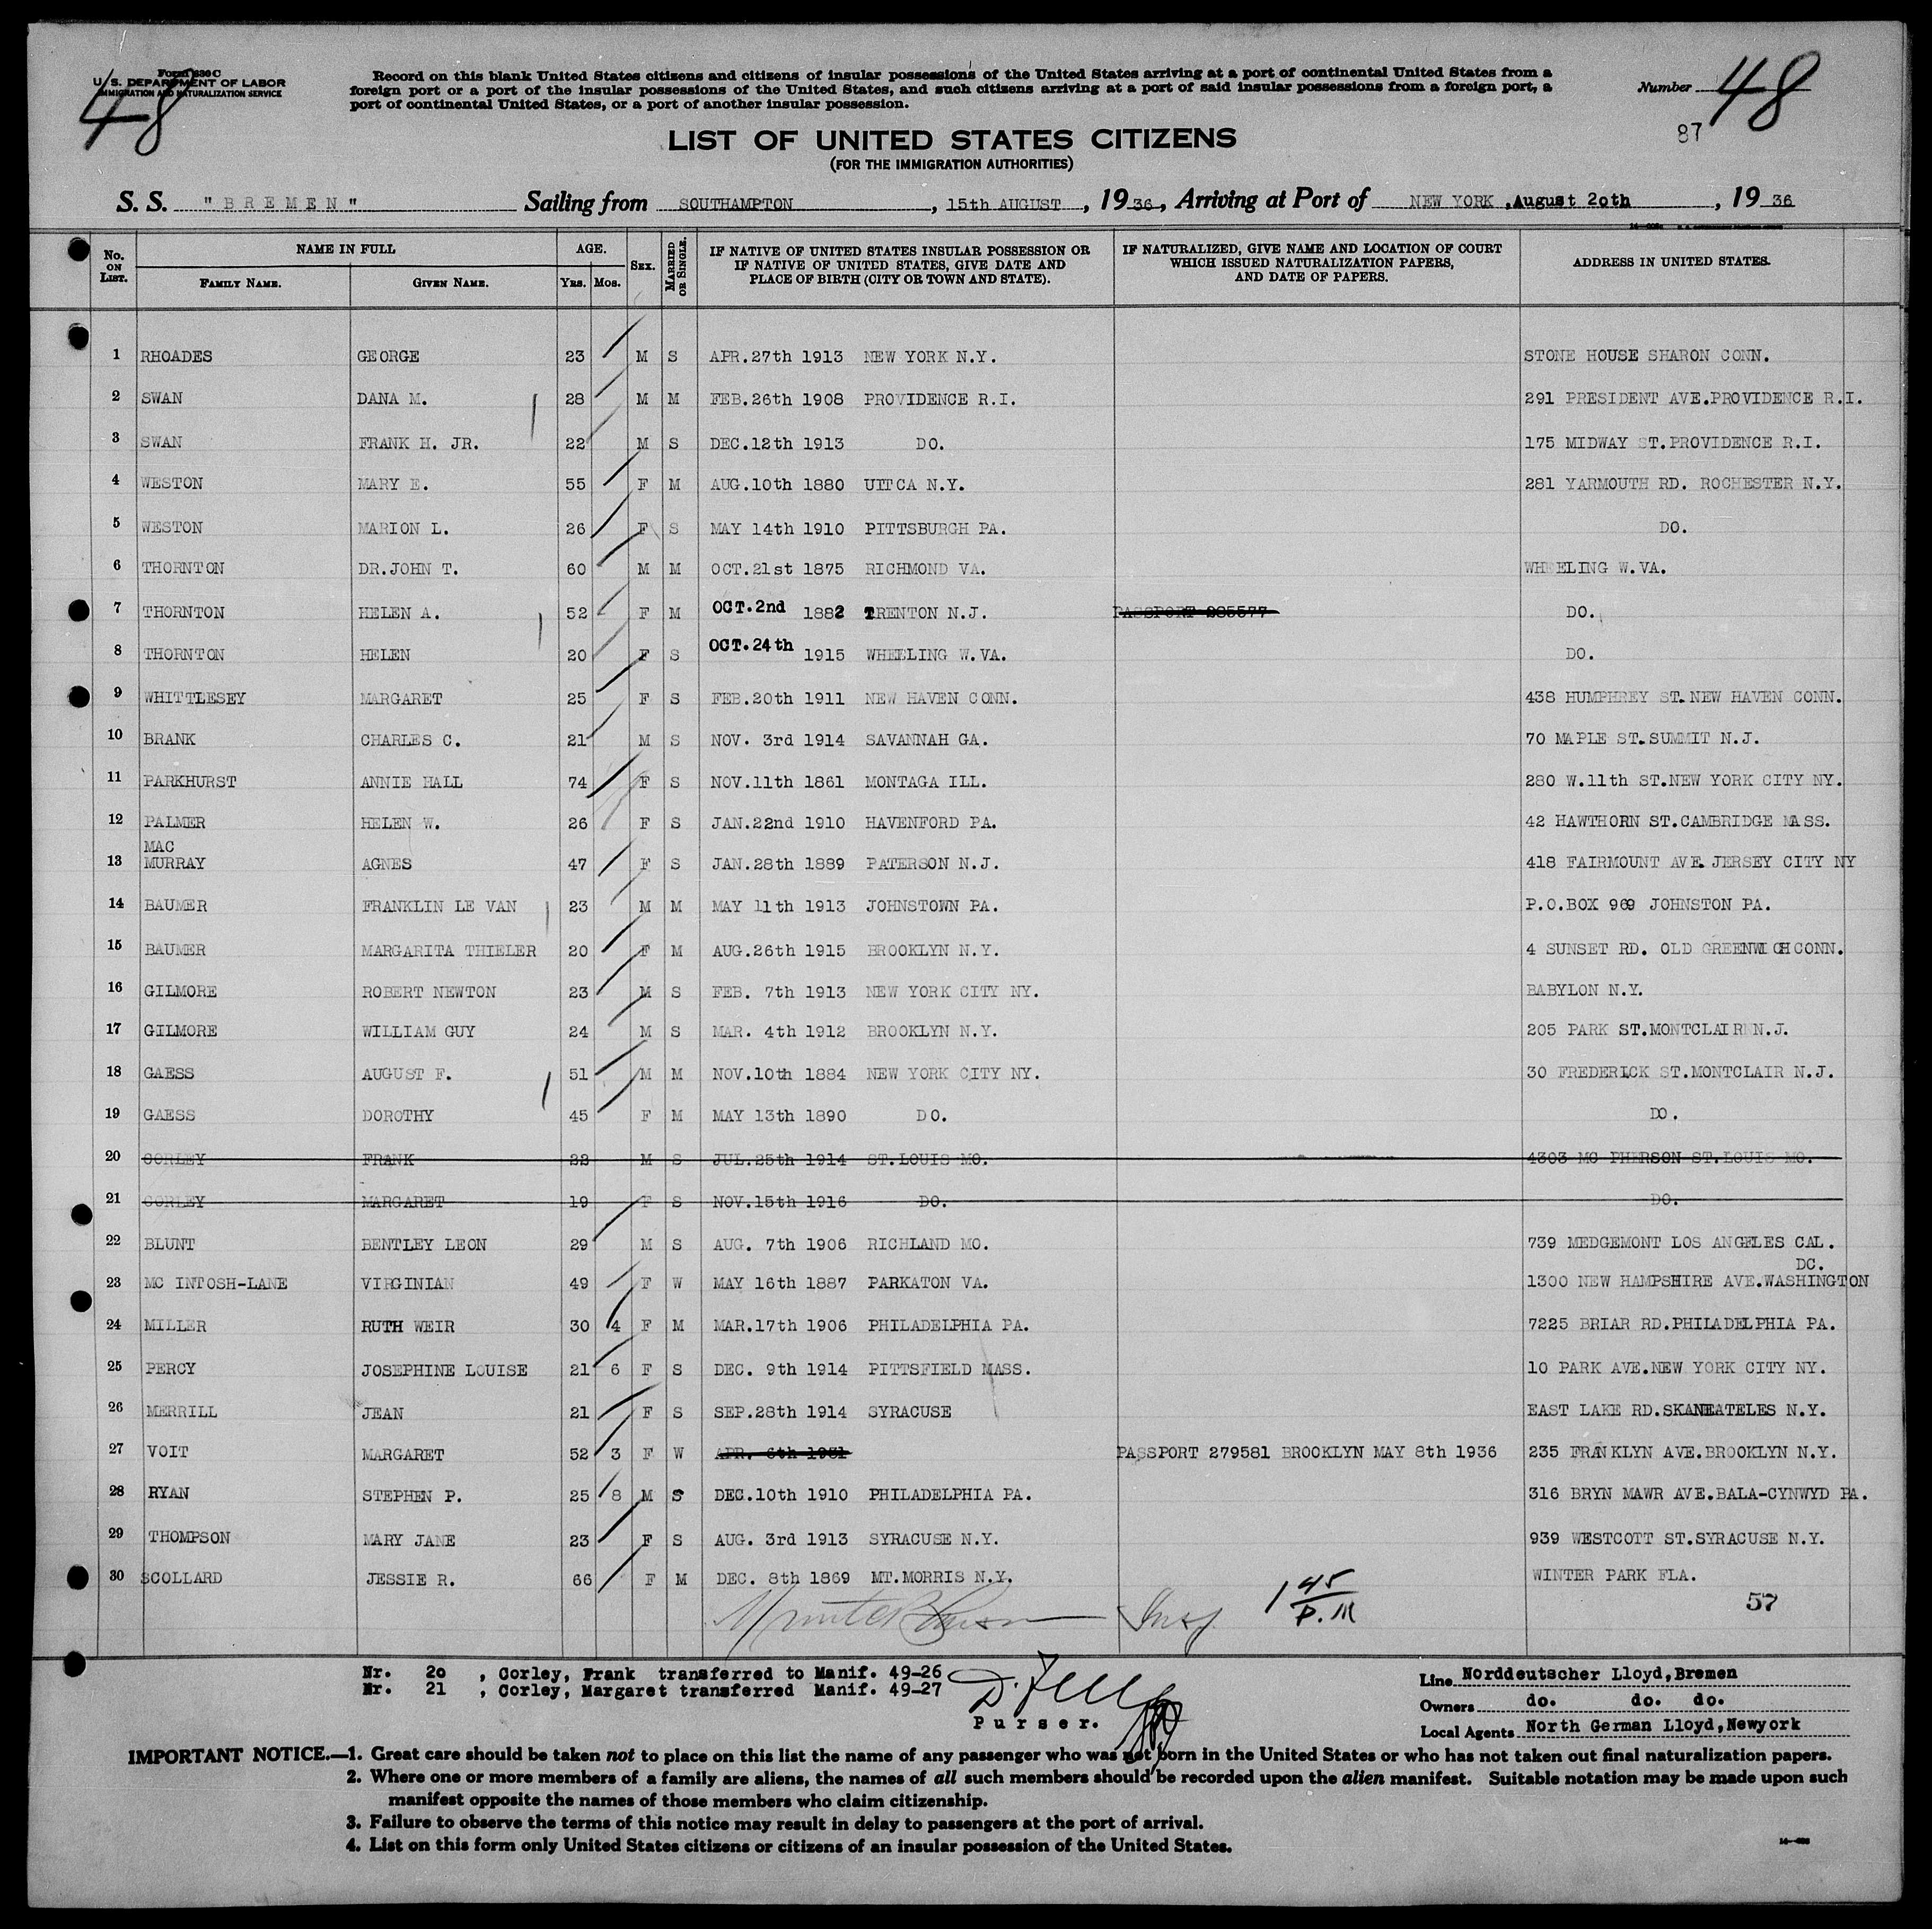 Form 630 C
U. S. DEPARTMENT OF LABOR
IMMIGRATION AND NATURALIZATION SERVICE
48
Record on this blank United States citizens and citizens of insular possessions of the United States arriving at a port of continental United States from a
foreign port or a port of the insular possessions of the United States, and such citizens arriving at a port of said insular possessions from a foreign port, a
port of continental United States, or a port of another insular possession.
Number 48
87
LIST OF UNITED STATES CITIZENS
(FOR THE IMMIGRATION AUTHORITIES)
S. S. "BREMEN" Sailing from SOUTHAMPTON, 15th AUGUST, 1936, Arriving at Port of NEW YORK, August 20th, 1936
No. ON LIST. NAME IN FULL FAMILY NAME. GIVEN NAME. AGE. YRS. MOS. SEX. MARRIED OR SINGLE. IF NATIVE OF UNITED STATES INSULAR POSSESSION OR IF NATIVE OF UNITED STATES, GIVE DATE AND PLACE OF BIRTH (CITY OR TOWN AND STATE). IF NATURALIZED, GIVE NAME AND LOCATION OF COURT WHICH ISSUED NATURALIZATION PAPERS, AND DATE OF PAPERS. ADDRESS IN UNITED STATES.
1 RHOADES GEORGE 23 M S APR.27th 1913 NEW YORK N.Y. STONE HOUSE SHARON CONN.
2 SWAN DANA M. 28 M M FEB.26th 1908 PROVIDENCE R.I. 291 PRESIDENT AVE.PROVIDENCE R.I.
3 SWAN FRANK H. JR. 22 M S DEC.12th 1913 DO. 175 MIDWAY ST.PROVIDENCE R.I.
4 WESTON MARY E. 55 F M AUG.10th 1880 UITCA N.Y. 281 YARMOUTH RD. ROCHESTER N.Y.
5 WESTON MARION L. 26 F S MAY 14th 1910 PITTSBURGH PA. DO.
6 THORNTON DR.JOHN T. 60 M M OCT.21st 1875 RICHMOND VA. WHEELING W.VA.
7 THORNTON HELEN A. 52 F M OCT.2nd 1882 TRENTON N.J. PASSPORT 285577 DO.
8 THORNTON HELEN 20 F S OCT.24th 1915 WHEELING W.VA. DO.
9 WHITTLESEY MARGARET 25 F S FEB.20th 1911 NEW HAVEN CONN. 438 HUMPHREY ST.NEW HAVEN CONN.
10 BRANK CHARLES C. 21 M S NOV. 3rd 1914 SAVANNAH GA. 70 MAPLE ST.SUMMIT N.J.
11 PARKHURST ANNIE HALL 74 F S NOV.11th 1861 MONTAGA ILL. 280 W.11th ST.NEW YORK CITY NY.
12 PALMER HELEN W. 26 F S JAN.22nd 1910 HAVENFORD PA. 42 HAWTHORN ST.CAMBRIDGE MASS.
13 MAC MURRAY AGNES 47 F S JAN.28th 1889 PATERSON N.J. 418 FAIRMOUNT AVE. JERSEY CITY NY
14 BAUMER FRANKLIN LE VAN 23 M M MAY 11th 1913 JOHNSTOWN PA. P.O.BOX 969 JOHNSTON PA.
15 BAUMER MARGARITA THIELER 20 F M AUG.26th 1915 BROOKLYN N.Y. 4 SUNSET RD. OLD GREENWICH CONN.
16 GILMORE ROBERT NEWTON 23 M S FEB. 7th 1913 NEW YORK CITY NY. BABYLON N.Y.
17 GILMORE WILLIAM GUY 24 M S MAR. 4th 1912 BROOKLYN N.Y. 205 PARK ST.MONTCLAIR N.J.
18 GAESS AUGUST F. 51 M M NOV.10th 1884 NEW YORK CITY NY. 30 FREDERICK ST.MONTCLAIR N.J.
19 GAESS DOROTHY 45 F M MAY 13th 1890 DO. DO.
20 CORLEY FRANK 22 M S JUL.25th 1914 ST.LOUIS MO. 4303 MC PHERSON ST.LOUIS MO.
21 CORLEY MARGARET 19 F S NOV.15th 1916 DO. DO.
22 BLUNT BENTLEY LEON 29 M S AUG. 7th 1906 RICHLAND MO. 739 MEDGEMONT LOS ANGELES CAL.
23 MC INTOSH-LANE VIRGINIAN 49 F W MAY 16th 1887 PARKATON VA. 1300 NEW HAMPSHIRE AVE.WASHINGTON DC.
24 MILLER RUTH WEIR 30 4 F M MAR.17th 1906 PHILADELPHIA PA. 7225 BRIAR RD.PHILADELPHIA PA.
25 PERCY JOSEPHINE LOUISE 21 6 F S DEC. 9th 1914 PITTSFIELD MASS. 10 PARK AVE.NEW YORK CITY NY.
26 MERRILL JEAN 21 F S SEP.28th 1914 SYRACUSE EAST LAKE RD.SKANEATELES N.Y.
27 VOIT MARGARET 52 3 F W APR. 6th 1931 PASSPORT 279581 BROOKLYN MAY 8th 1936 235 FRANKLYN AVE.BROOKLYN N.Y.
28 RYAN STEPHEN P. 25 8 M S DEC.10th 1910 PHILADELPHIA PA. 316 BRYN MAWR AVE.BALA-CYNWYD PA.
29 THOMPSON MARY JANE 23 F S AUG. 3rd 1913 SYRACUSE N.Y. 939 WESTCOTT ST.SYRACUSE N.Y.
30 SCOLLARD JESSIE R. 66 F M DEC. 8th 1869 MT.MORRIS N.Y. WINTER PARK FLA.
Insp. 1 45 P.M 57
Nr. 20 , Corley, Frank transferred to Manif. 49-26
Nr. 21 , Corley, Margaret transferred Manif. 49-27
Purser.
Line Norddeutscher Lloyd,Bremen
Owners do. do. do.
Local Agents North German Lloyd,Newyork
IMPORTANT NOTICE.—1. Great care should be taken not to place on this list the name of any passenger who was not born in the United States or who has not taken out final naturalization papers.
2. Where one or more members of a family are aliens, the names of all such members should be recorded upon the alien manifest. Suitable notation may be made upon such
manifest opposite the names of those members who claim citizenship.
3. Failure to observe the terms of this notice may result in delay to passengers at the port of arrival.
4. List on this form only United States citizens or citizens of an insular possession of the United States.